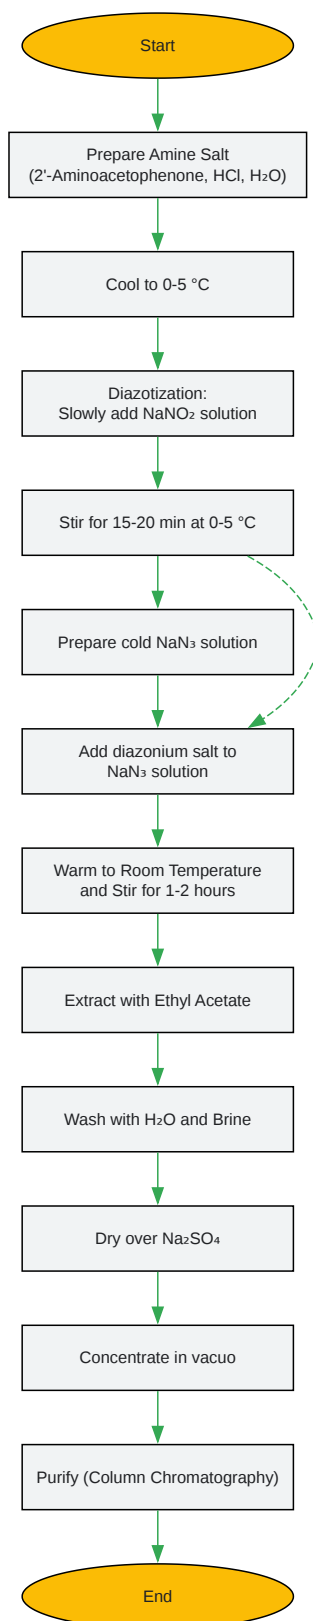 Start
Prepare Amine Salt
(2'-Aminoacetophenone, HCl, H₂O)
Cool to 0-5 °C
Diazotization:
Slowly add NaNO₂ solution
Stir for 15-20 min at 0-5 °C
Prepare cold NaN₃ solution
Add diazonium salt to
NaN₃ solution
Warm to Room Temperature
and Stir for 1-2 hours
Extract with Ethyl Acetate
Wash with H₂O and Brine
Dry over Na₂SO₄
Concentrate in vacuo
Purify (Column Chromatography)
End